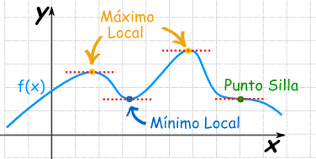 Máximo
Local
f(x)
Punto Silla
Mínimo Local
x